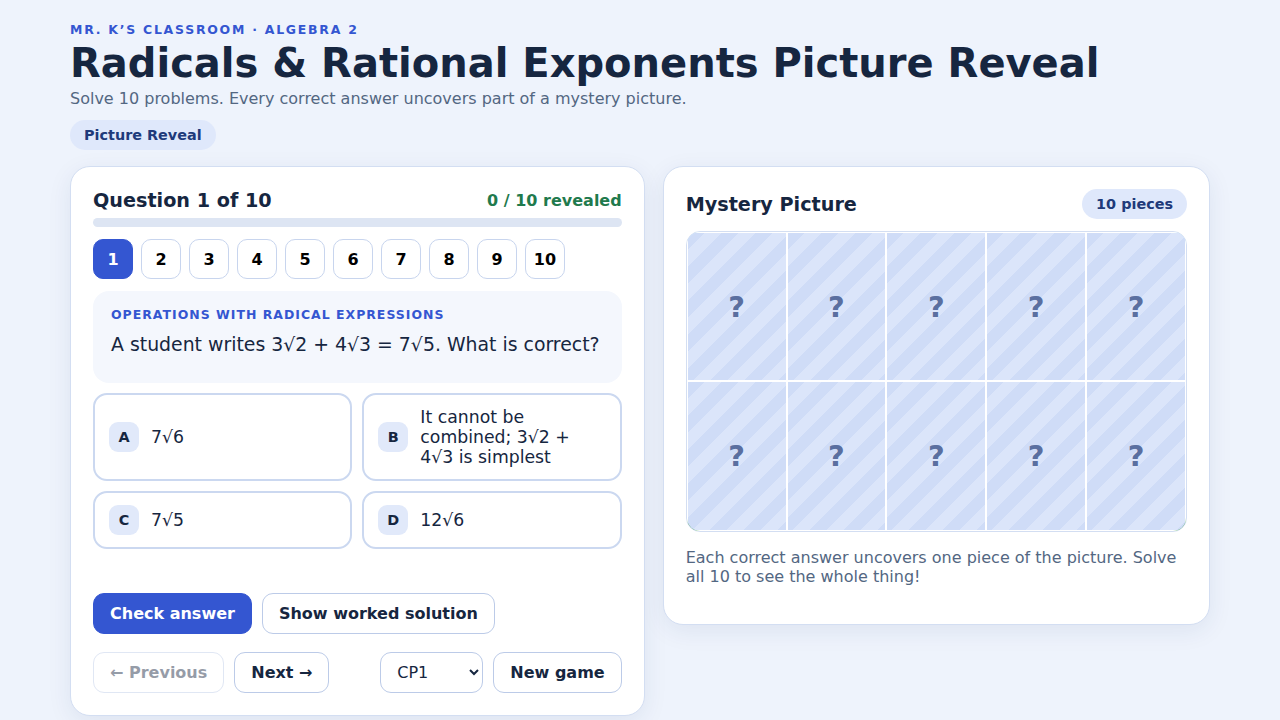 MR. K’S CLASSROOM · ALGEBRA 2
Radicals & Rational Exponents Picture Reveal
Solve 10 problems. Every correct answer uncovers part of a mystery picture.
Picture Reveal
Question 1 of 10
0 / 10 revealed
1 2 3 4 5 6 7 8 9 10
OPERATIONS WITH RADICAL EXPRESSIONS
A student writes 3√2 + 4√3 = 7√5. What is correct?
A 7√6
B It cannot be
combined; 3√2 +
4√3 is simplest
C 7√5
D 12√6
Check answer
Show worked solution
← Previous
Next →
CP1
New game
Mystery Picture
10 pieces
? ? ? ? ?
? ? ? ? ?
Each correct answer uncovers one piece of the picture. Solve
all 10 to see the whole thing!